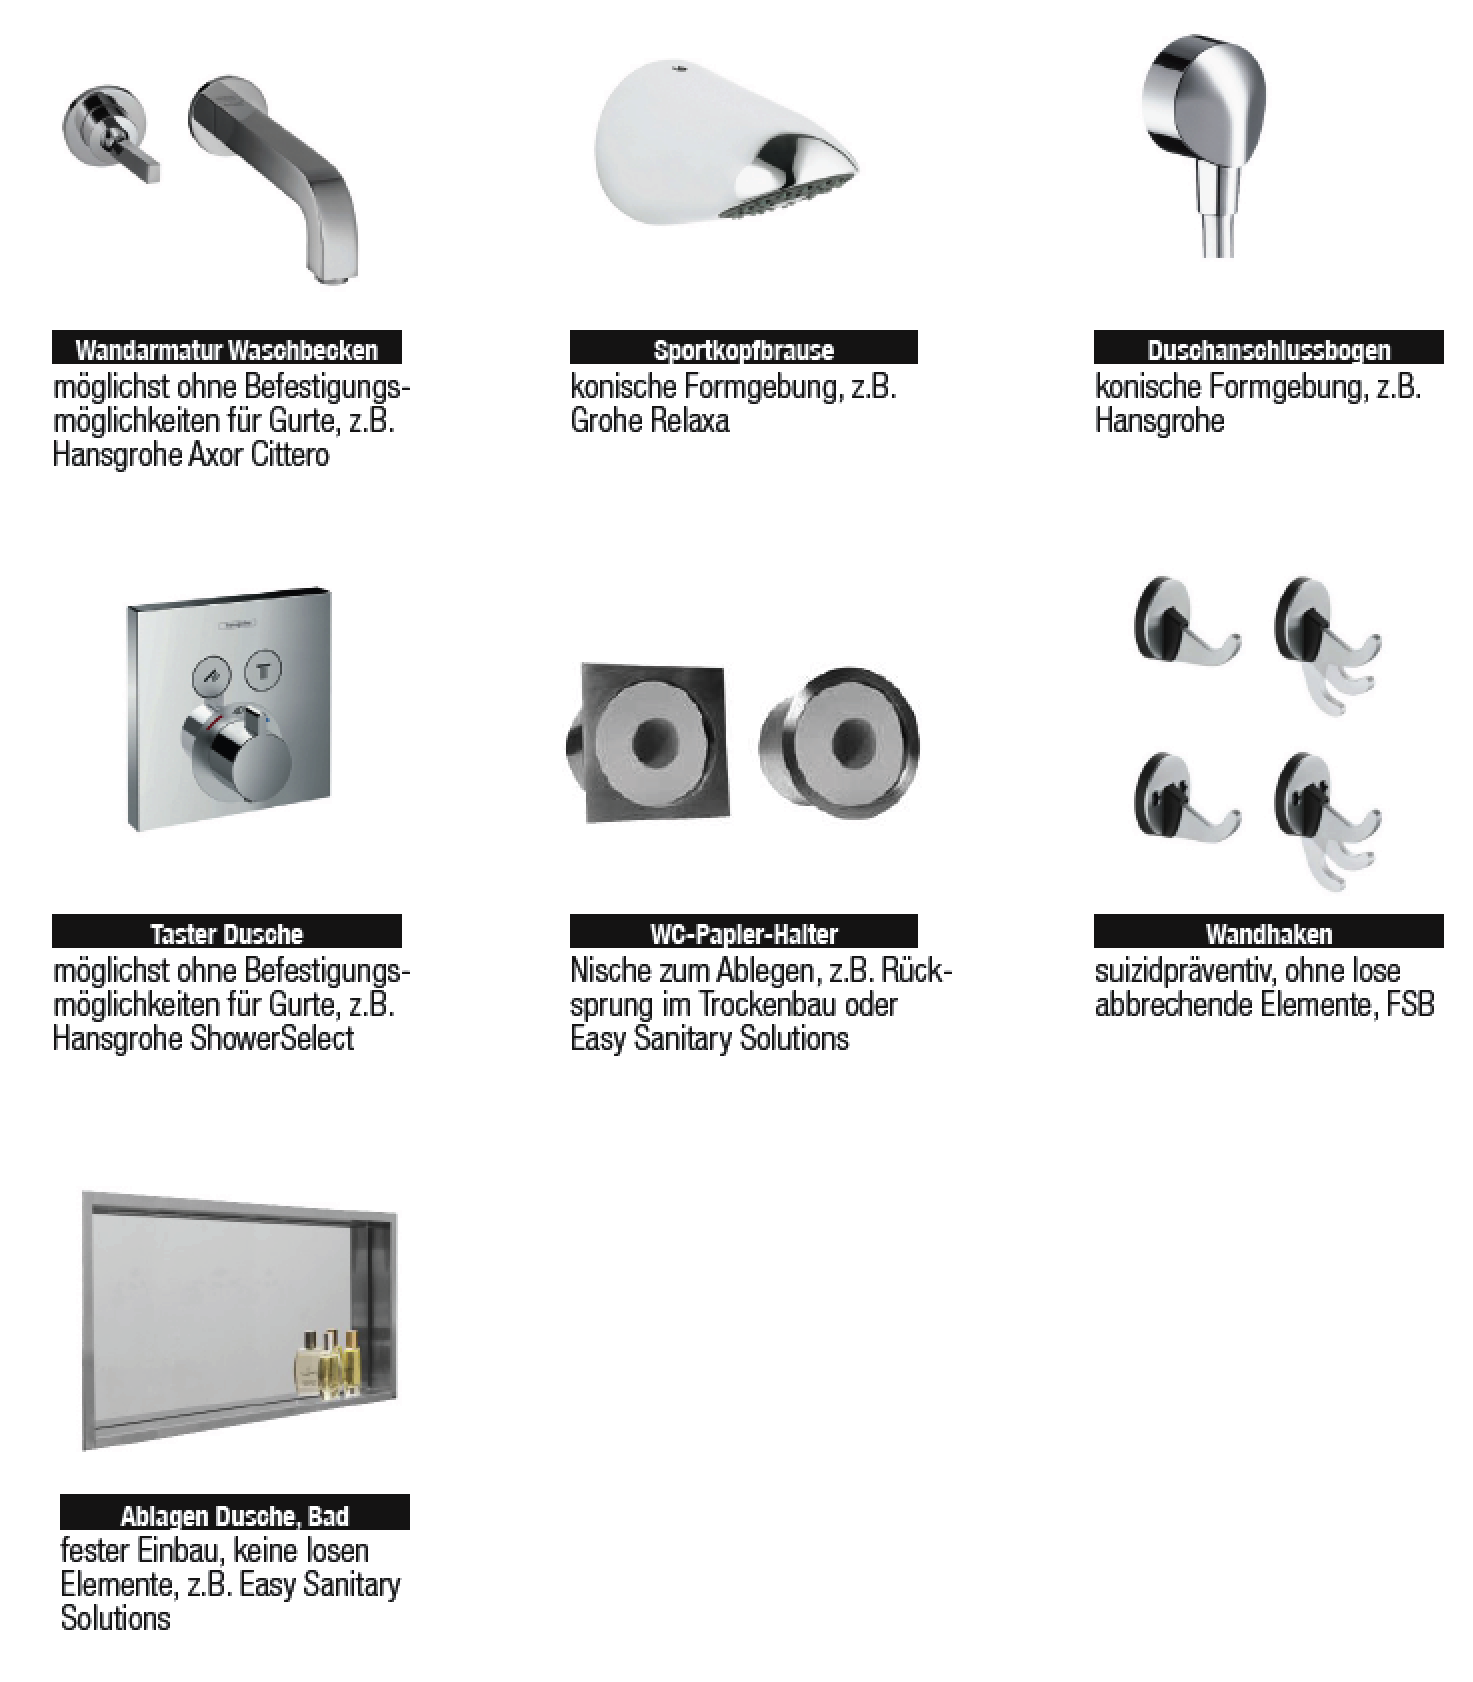 Wandarmatur Waschbecken
möglichst ohne Befestigungs-
möglichkeiten für Gurte, z.B.
Hansgrohe Axor Cittero
Sportkopfbrause
konische Formgebung, z.B.
Grohe Relaxa
Duschanschlussbogen
konische Formgebung, z.B.
Hansgrohe
Taster Dusche
möglichst ohne Befestigungs-
möglichkeiten für Gurte, z.B.
Hansgrohe ShowerSelect
WC-Papier-Halter
Nische zum Ablegen, z.B. Rück-
sprung im Trockenbau oder
Easy Sanitary Solutions
Wandhaken
suizidpräventiv, ohne lose
abbrechende Elemente, FSB
Ablagen Dusche, Bad
fester Einbau, keine losen
Elemente, z.B. Easy Sanitary
Solutions